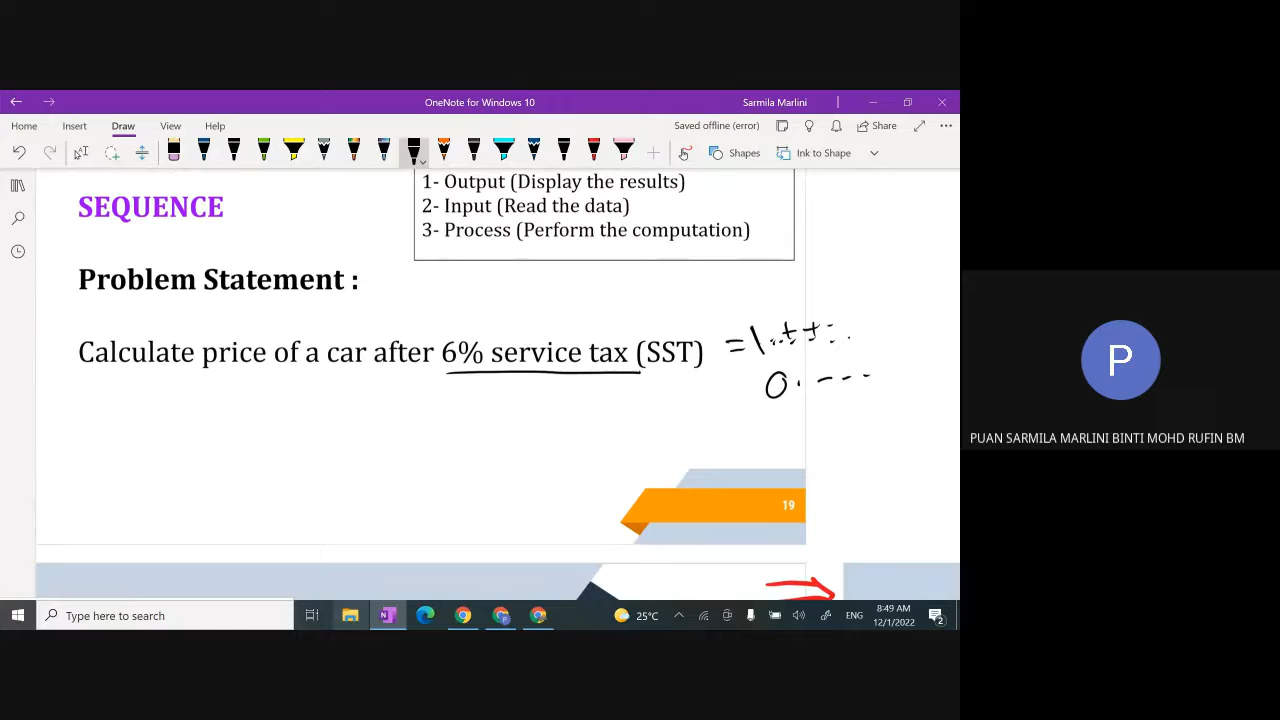 OneNote for Windows 10
Sarmila Marlini
Home Insert Draw View Help
Saved offline (error)
Share
Shapes
Ink to Shape
1- Output (Display the results)
SEQUENCE
2- Input (Read the data)
3- Process (Perform the computation)
Problem Statement :
Calculate price of a car after 6% service tax (SST)
P
PUAN SARMILA MARLINI BINTI MOHD RUFIN BM
19
Type here to search
25°C
ENG
8:49 AM
12/1/2022
2